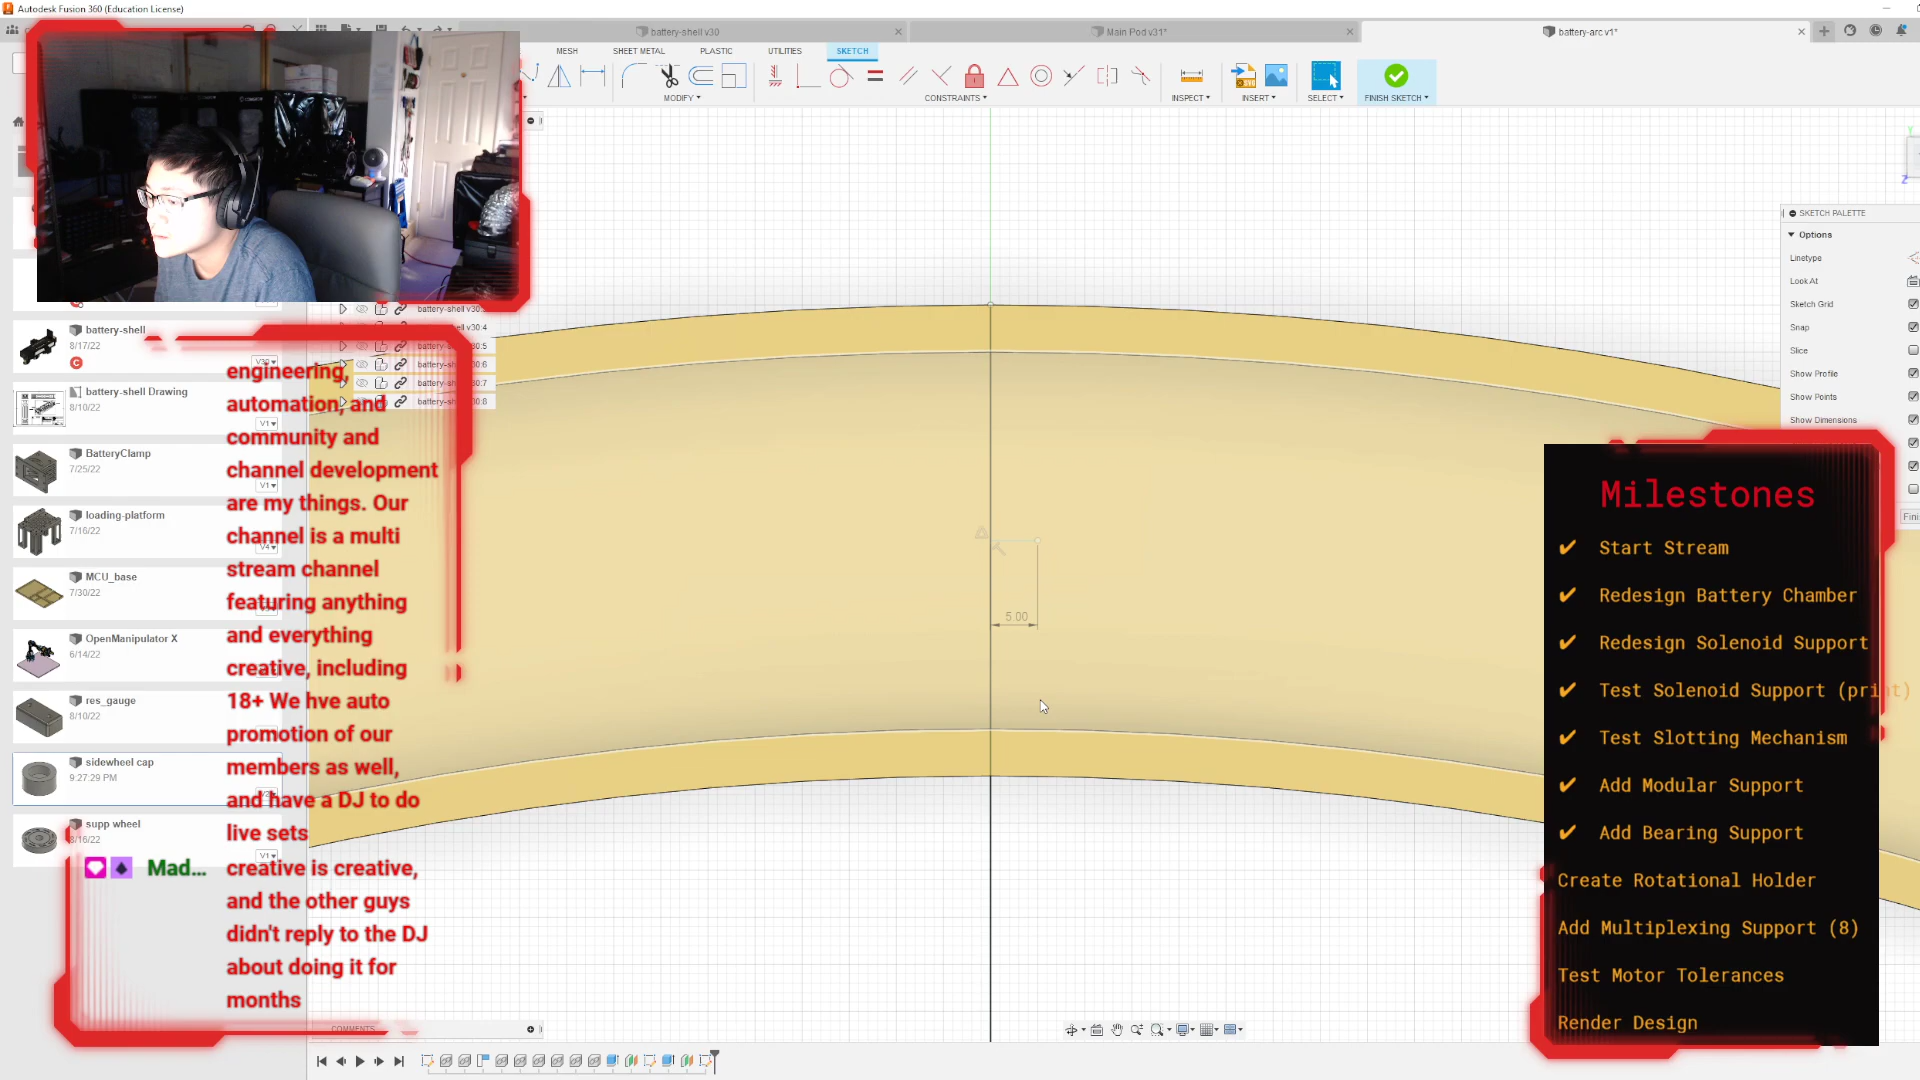 Autodesk Fusion 360 (Education License)
battery-shell v30
Main Pod v31*
battery-arc v1*
MESH
SHEET METAL
PLASTIC
UTILITIES
SKETCH
MODIFY
CONSTRAINTS
INSPECT
INSERT
SELECT
FINISH SKETCH
SKETCH PALETTE
Options
Linetype
Look At
Sketch Grid
Snap
Slice
Show Profile
Show Points
Show Dimensions
battery-shell
8/17/22
V30
battery-shell Drawing
8/10/22
V1
BatteryClamp
7/25/22
V1
loading-platform
7/16/22
V4
MCU_base
7/30/22
OpenManipulator X
6/14/22
res_gauge
8/10/22
sidewheel cap
9:27:29 PM
supp wheel
8/16/22
V1
engineering,
automation, and
community and
channel development
are my things. Our
channel is a multi
stream channel
featuring anything
and everything
creative, including
18+ We hve auto
promotion of our
members as well,
and have a DJ to do
live sets
Mad... creative is creative,
and the other guys
didn't reply to the DJ
about doing it for
months
5.00
Milestones
✔ Start Stream
✔ Redesign Battery Chamber
✔ Redesign Solenoid Support
✔ Test Solenoid Support (print)
✔ Test Slotting Mechanism
✔ Add Modular Support
✔ Add Bearing Support
Create Rotational Holder
Add Multiplexing Support (8)
Test Motor Tolerances
Render Design
COMMENTS